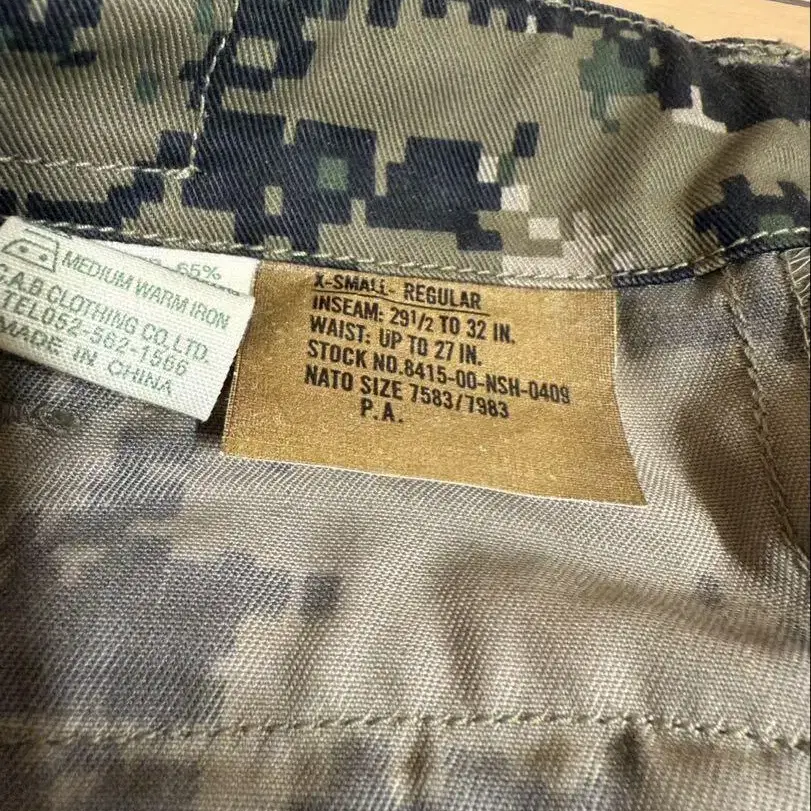 65%
MEDIUM WARM IRON
C.A.B CLOTHING CO.LTD.
TEL052-562-1566
MADE IN CHINA
X-SMALL- REGULAR
INSEAM: 29½ TO 32 IN.
WAIST: UP TO 27 IN.
STOCK NO.8415-00-NSH-0409
NATO SIZE 7583/7983
P.A.